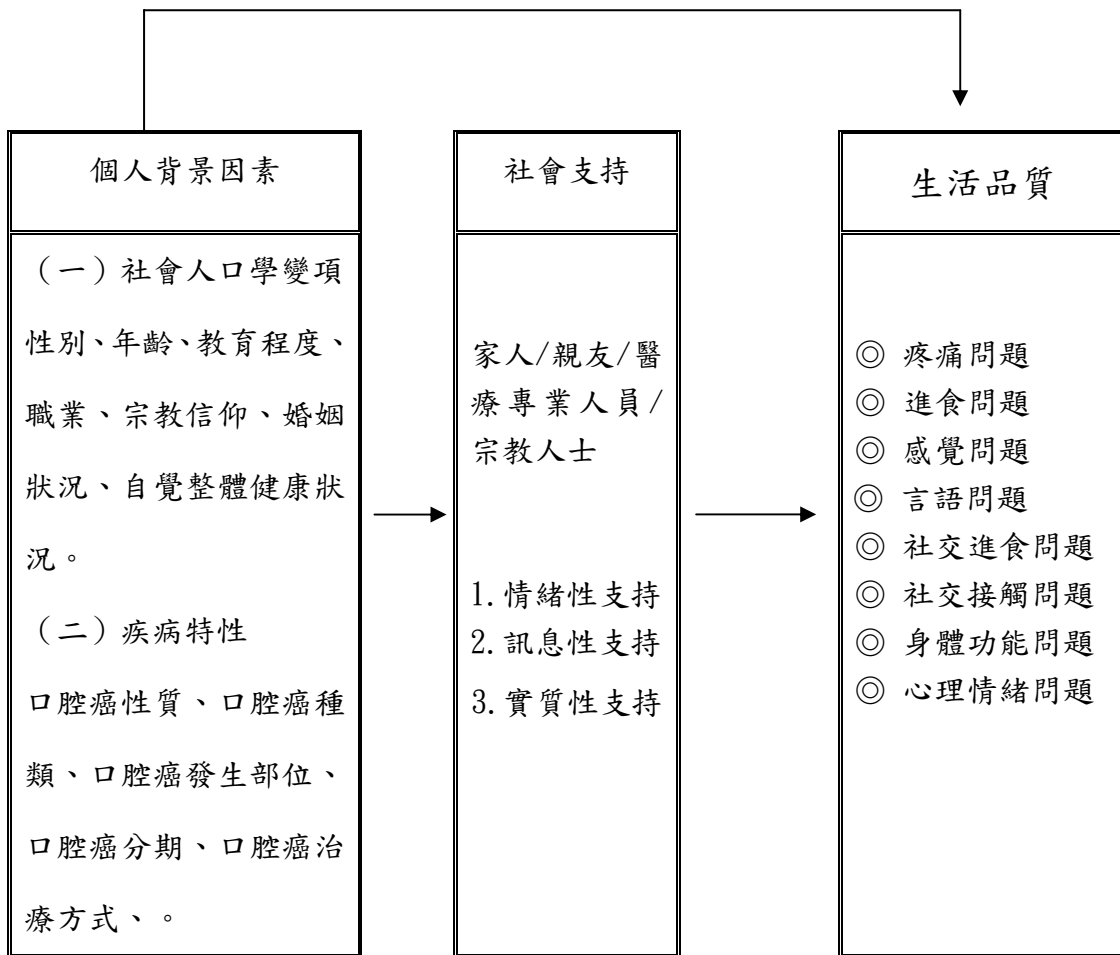 個人背景因素
（一）社會人口學變項
性別、年齡、教育程度、
職業、宗教信仰、婚姻
狀況、自覺整體健康狀
況。
（二）疾病特性
口腔癌性質、口腔癌種
類、口腔癌發生部位、
口腔癌分期、口腔癌治
療方式、。
社會支持
家人/親友/醫
療專業人員/
宗教人士
1.情緒性支持
2.訊息性支持
3.實質性支持
生活品質
◎ 疼痛問題
◎ 進食問題
◎ 感覺問題
◎ 言語問題
◎ 社交進食問題
◎ 社交接觸問題
◎ 身體功能問題
◎ 心理情緒問題